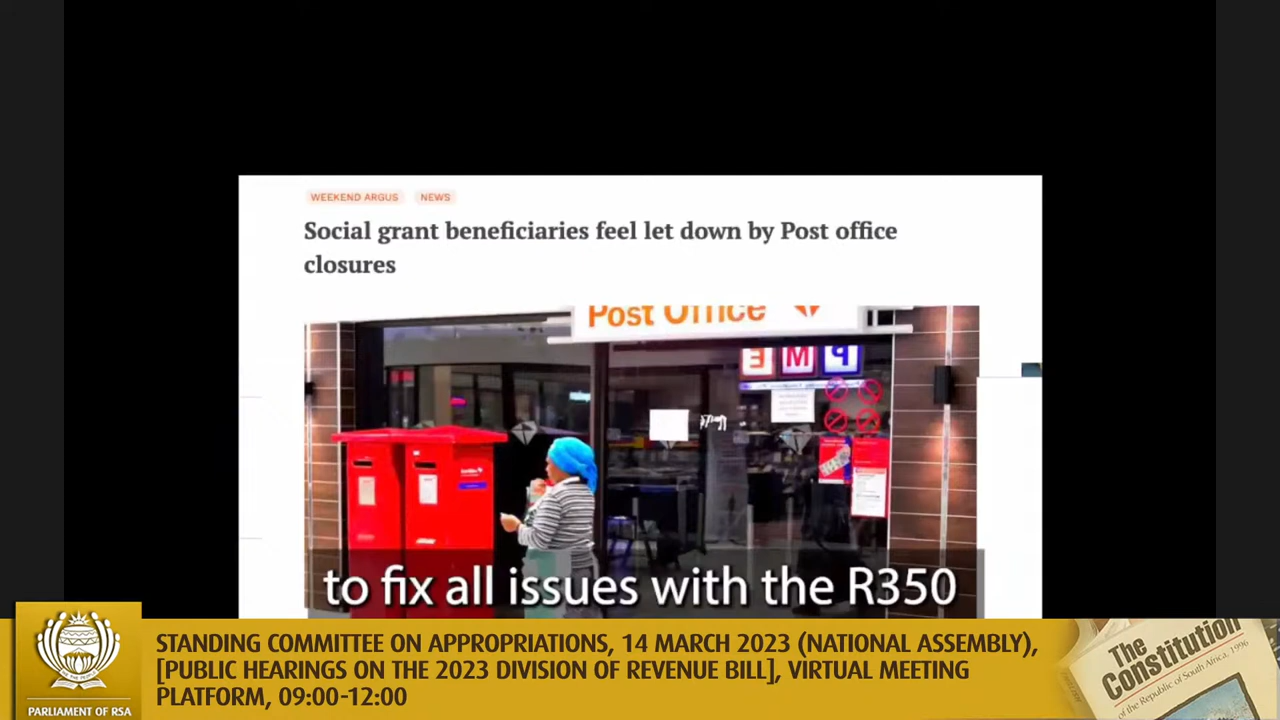 WEEKEND ARGUS NEWS
Social grant beneficiaries feel let down by Post office
closures
Post Office
to fix all issues with the R350
STANDING COMMITTEE ON APPROPRIATIONS, 14 MARCH 2023 (NATIONAL ASSEMBLY),
[PUBLIC HEARINGS ON THE 2023 DIVISION OF REVENUE BILL], VIRTUAL MEETING
PLATFORM, 09:00-12:00
PARLIAMENT OF RSA
The
Constitution
of the Republic of South Africa, 1996